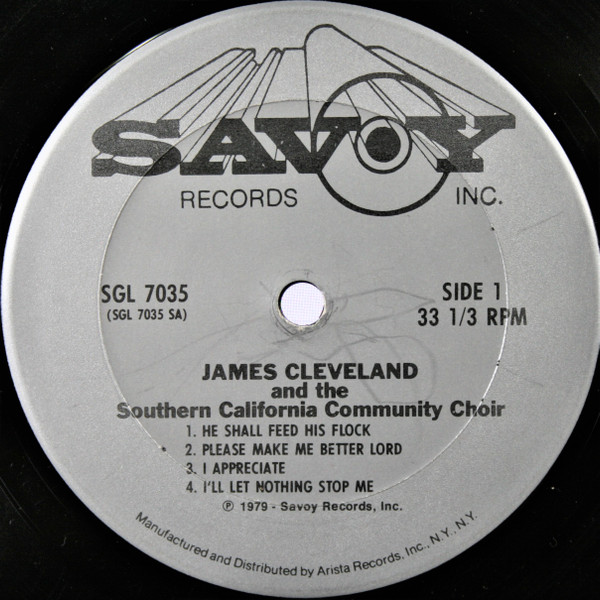 SAVOY
RECORDS INC.
SGL 7035
(SGL 7035 SA)
SIDE 1
33 1/3 RPM
JAMES CLEVELAND
and the
Southern California Community Choir
1. HE SHALL FEED HIS FLOCK
2. PLEASE MAKE ME BETTER LORD
3. I APPRECIATE
4. I'LL LET NOTHING STOP ME
℗ 1979 - Savoy Records, Inc.
Manufactured and Distributed by Arista Records, Inc., N.Y., N.Y.